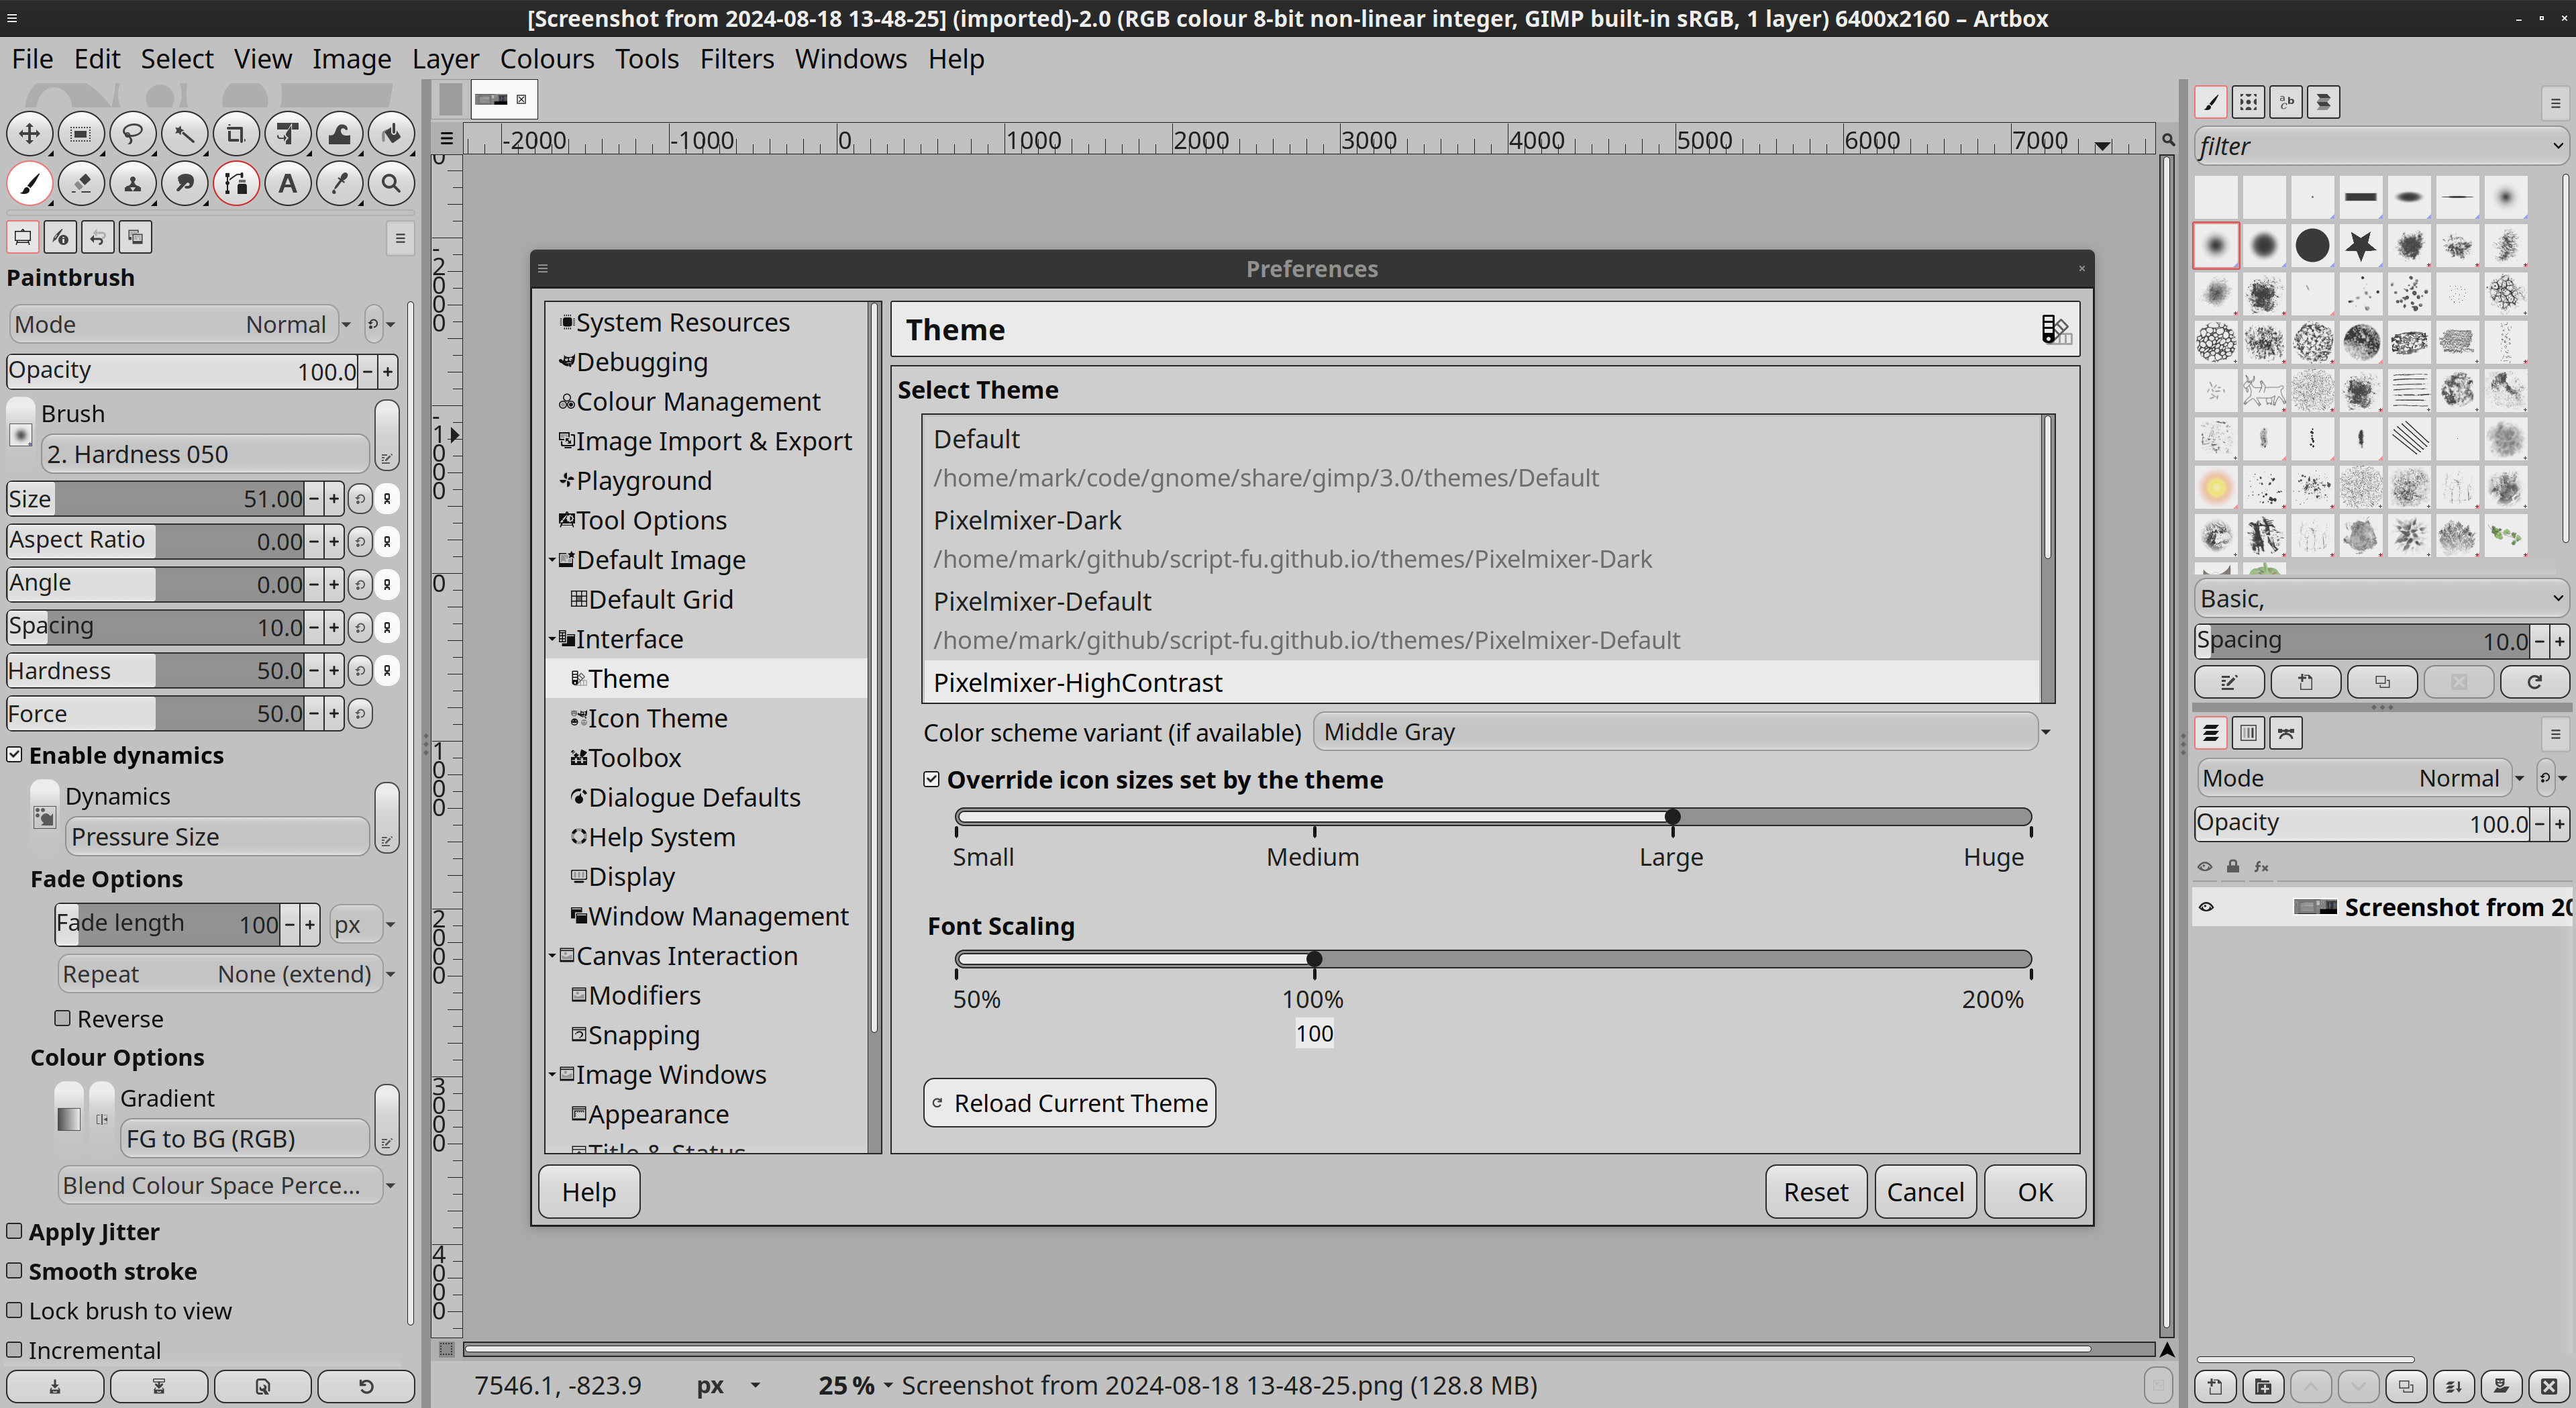 [Screenshot from 2024-08-18 13-48-25] (imported)-2.0 (RGB colour 8-bit non-linear integer, GIMP built-in sRGB, 1 layer) 6400x2160 – Artbox
File Edit Select View Image Layer Colours Tools Filters Windows Help
Paintbrush
Mode Normal
Opacity 100.0
Brush
2. Hardness 050
Size 51.00
Aspect Ratio 0.00
Angle 0.00
Spacing 10.0
Hardness 50.0
Force 50.0
Enable dynamics
Dynamics
Pressure Size
Fade Options
Fade length 100 px
Repeat None (extend)
Reverse
Colour Options
Gradient
FG to BG (RGB)
Blend Colour Space Perce...
Apply Jitter
Smooth stroke
Lock brush to view
Incremental
-2000 -1000 0 1000 2000 3000 4000 5000 6000 7000
0
-2000
-1000
0
1000
2000
3000
4000
Preferences
System Resources
Debugging
Colour Management
Image Import & Export
Playground
Tool Options
Default Image
Default Grid
Interface
Theme
Icon Theme
Toolbox
Dialogue Defaults
Help System
Display
Window Management
Canvas Interaction
Modifiers
Snapping
Image Windows
Appearance
Title & Status
Theme
Select Theme
Default
/home/mark/code/gnome/share/gimp/3.0/themes/Default
Pixelmixer-Dark
/home/mark/github/script-fu.github.io/themes/Pixelmixer-Dark
Pixelmixer-Default
/home/mark/github/script-fu.github.io/themes/Pixelmixer-Default
Pixelmixer-HighContrast
Color scheme variant (if available) Middle Gray
Override icon sizes set by the theme
Small Medium Large Huge
Font Scaling
50% 100% 200%
100
Reload Current Theme
Help Reset Cancel OK
7546.1, -823.9 px 25 % Screenshot from 2024-08-18 13-48-25.png (128.8 MB)
filter
Basic,
Spacing 10.0
Mode Normal
Opacity 100.0
fx
Screenshot from 20